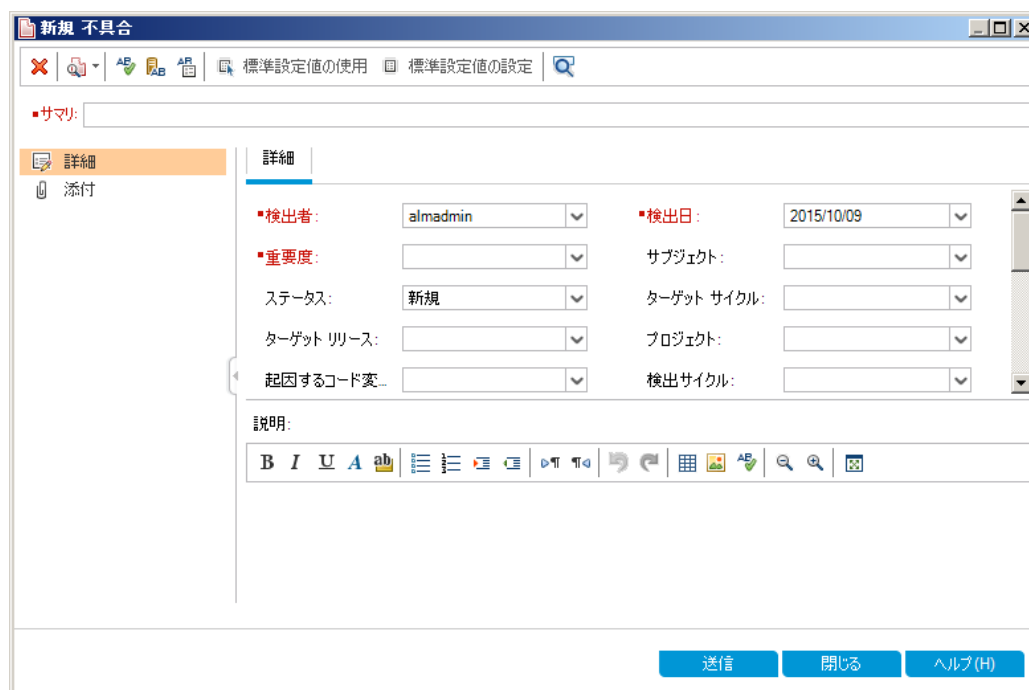 新規 不具合
標準設定値の使用 標準設定値の設定
▪サマリ:
詳細
添付
詳細
▪検出者: almadmin ▪検出日: 2015/10/09
▪重要度: サブジェクト:
ステータス: 新規 ターゲット サイクル:
ターゲット リリース: プロジェクト:
起因するコード変... 検出サイクル:
説明:
B I U A ab
送信 閉じる ヘルプ(H)